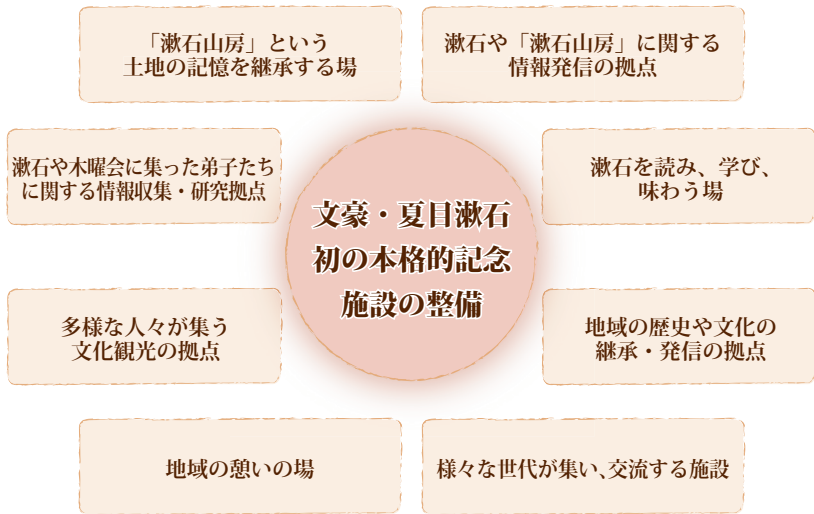 「漱石山房」という
土地の記憶を継承する場
漱石や「漱石山房」に関する
情報発信の拠点
漱石や木曜会に集った弟子たち
に関する情報収集・研究拠点
文豪・夏目漱石
初の本格的記念
施設の整備
漱石を読み、学び、
味わう場
多様な人々が集う
文化観光の拠点
地域の歴史や文化の
継承・発信の拠点
地域の憩いの場
様々な世代が集い、交流する施設